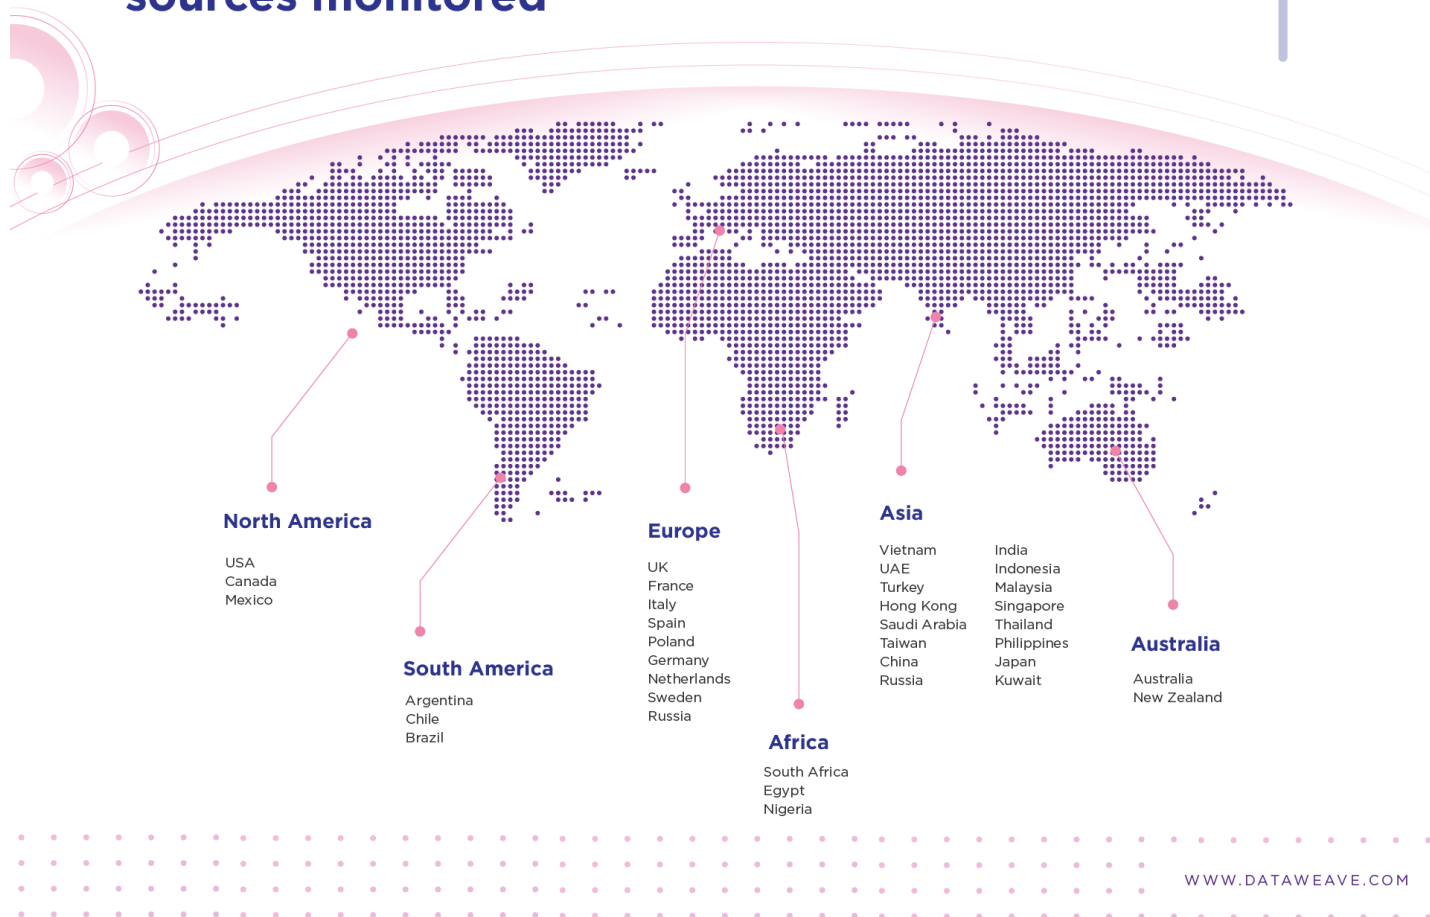 sources monitored
North America
USA
Canada
Mexico
South America
Argentina
Chile
Brazil
Europe
UK
France
Italy
Spain
Poland
Germany
Netherlands
Sweden
Russia
Africa
South Africa
Egypt
Nigeria
Asia
Vietnam
UAE
Turkey
Hong Kong
Saudi Arabia
Taiwan
China
Russia
India
Indonesia
Malaysia
Singapore
Thailand
Philippines
Japan
Kuwait
Australia
Australia
New Zealand
WWW.DATAWEAVE.COM